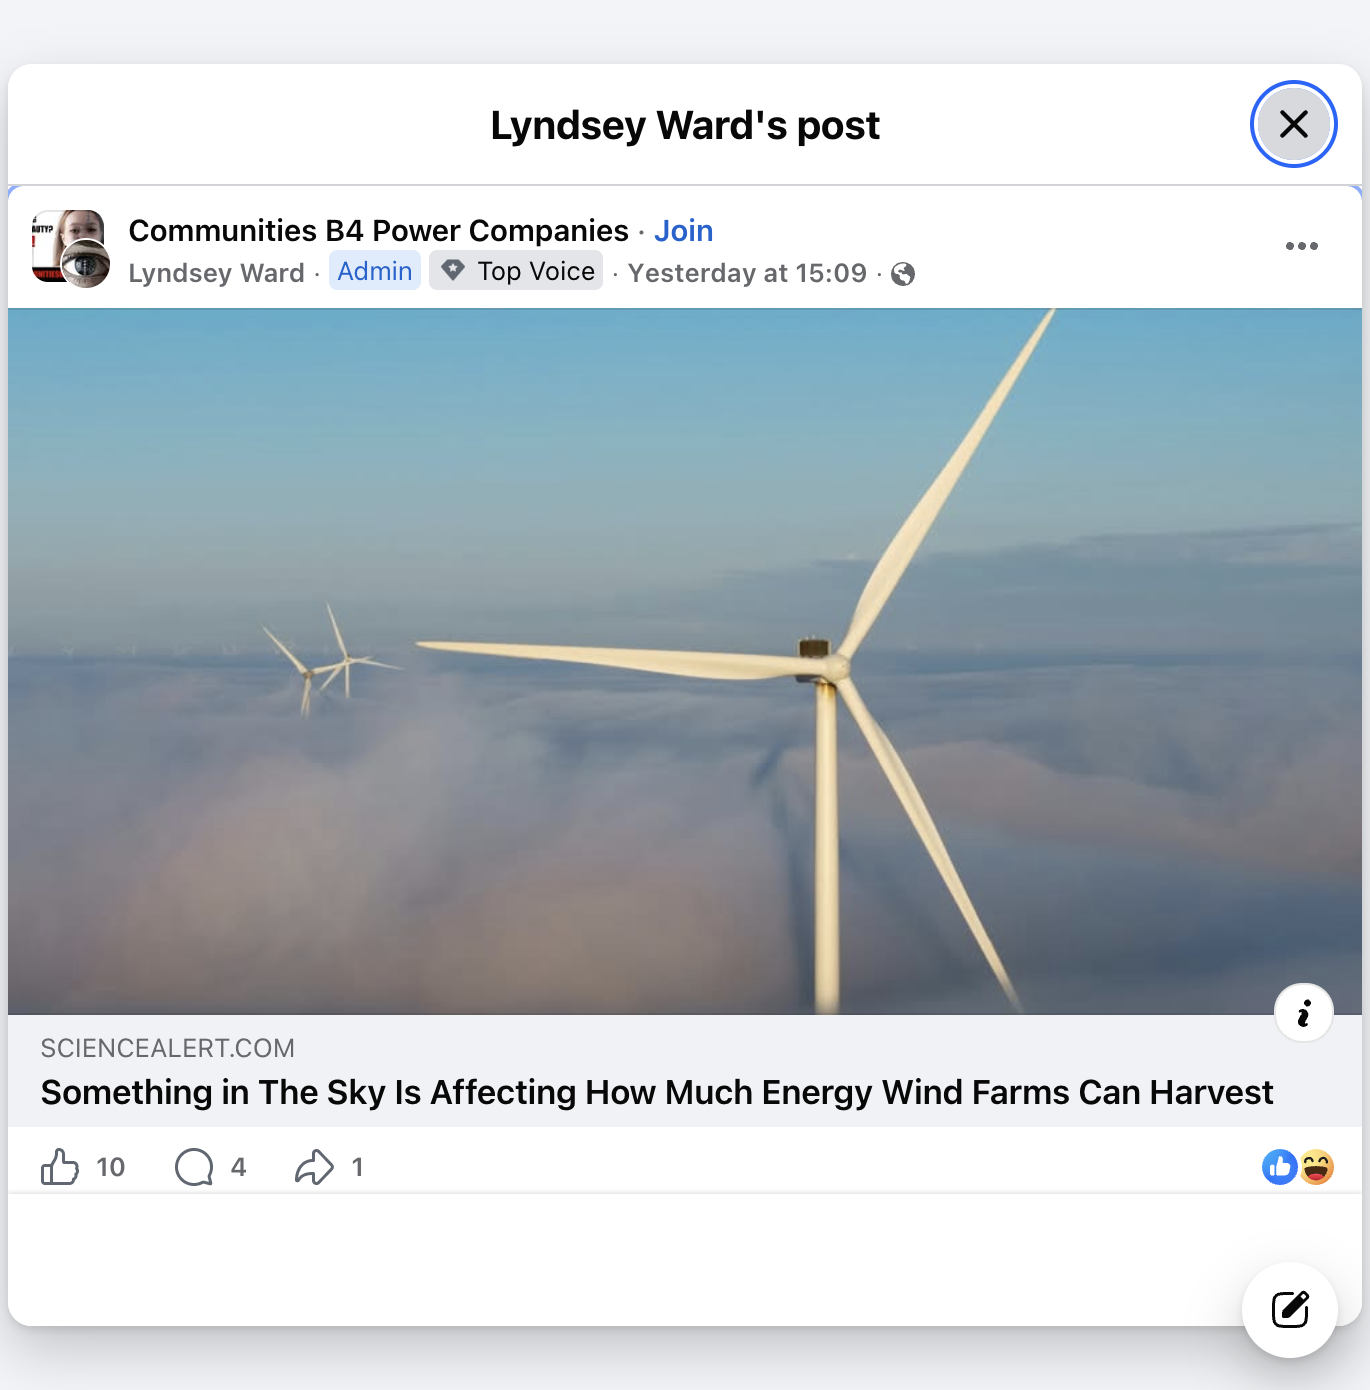 Lyndsey Ward's post
AUTY?
Communities B4 Power Companies · Join
Lyndsey Ward · Admin Top Voice · Yesterday at 15:09 ·
SCIENCEALERT.COM
Something in The Sky Is Affecting How Much Energy Wind Farms Can Harvest
10 4 1